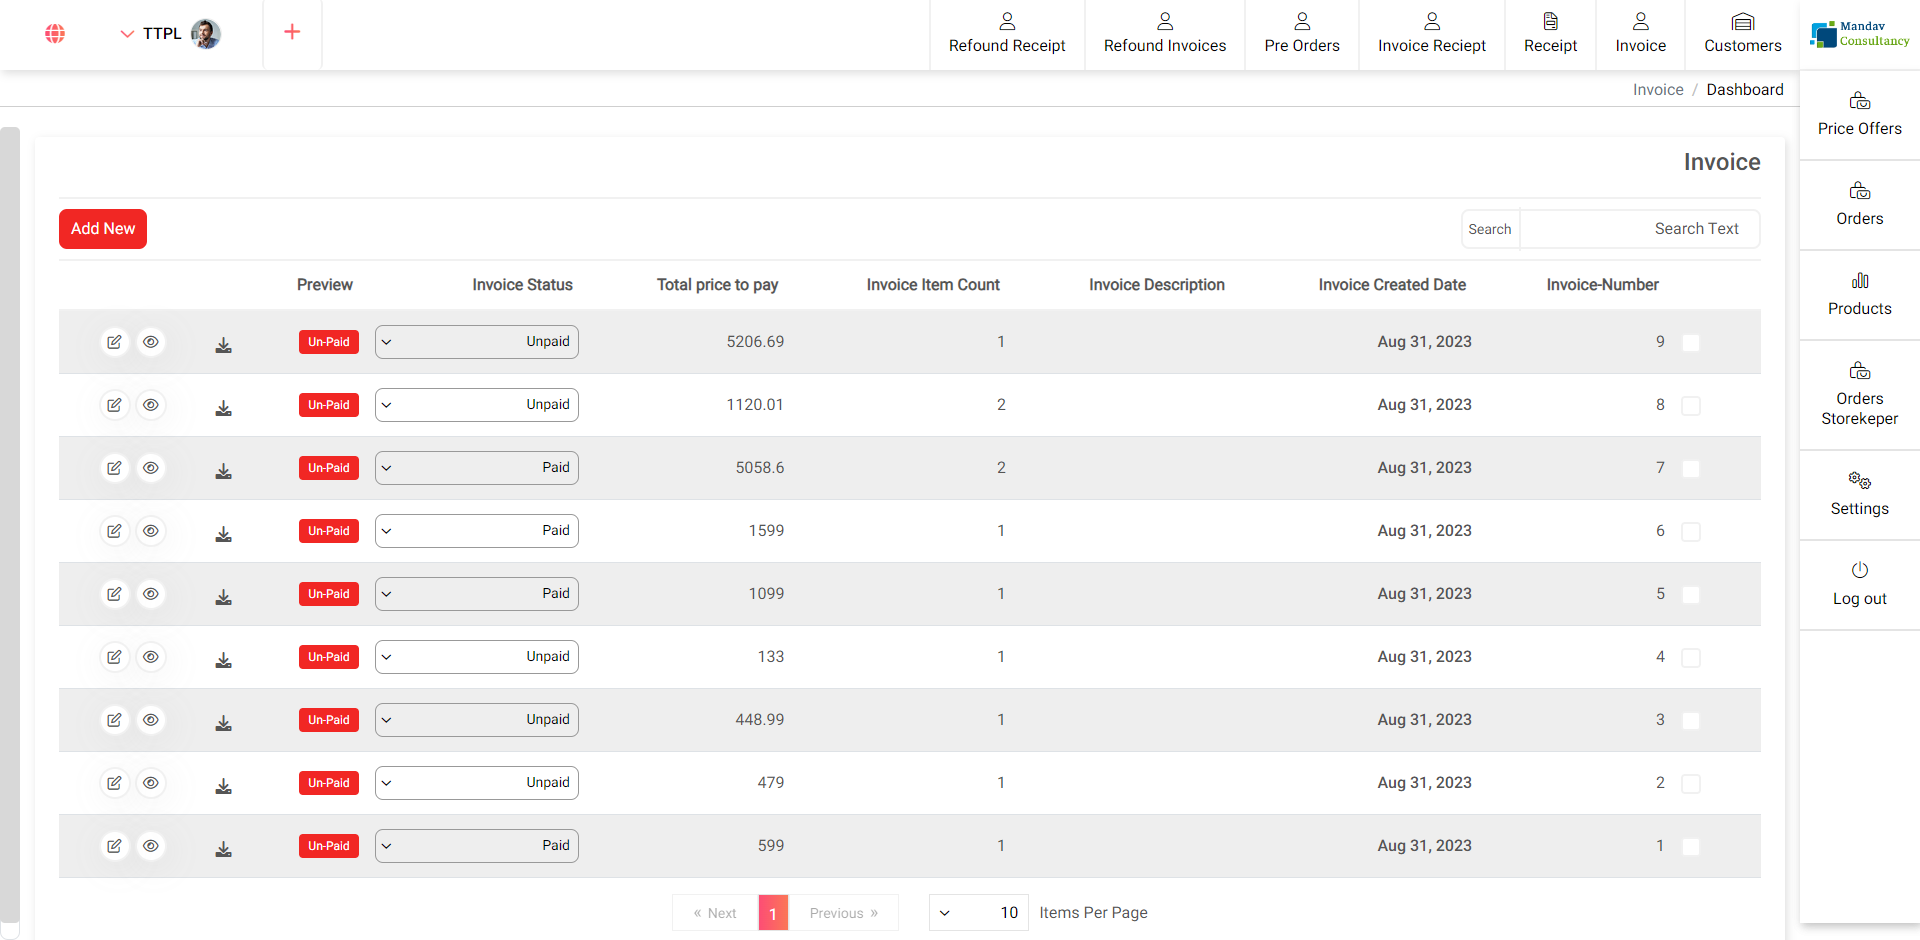 TTPL
+
Refound Receipt
Refound Invoices
Pre Orders
Invoice Reciept
Receipt
Invoice
Customers
Mandav
Consultancy
Invoice / Dashboard
Price Offers
Orders
Products
Orders
Storekeper
Settings
Log out
Invoice
Add New
Search
Search Text
Preview Invoice Status Total price to pay Invoice Item Count Invoice Description Invoice Created Date Invoice-Number
Un-Paid Unpaid 5206.69 1 Aug 31, 2023 9
Un-Paid Unpaid 1120.01 2 Aug 31, 2023 8
Un-Paid Paid 5058.6 2 Aug 31, 2023 7
Un-Paid Paid 1599 1 Aug 31, 2023 6
Un-Paid Paid 1099 1 Aug 31, 2023 5
Un-Paid Unpaid 133 1 Aug 31, 2023 4
Un-Paid Unpaid 448.99 1 Aug 31, 2023 3
Un-Paid Unpaid 479 1 Aug 31, 2023 2
Un-Paid Paid 599 1 Aug 31, 2023 1
« Next 1 Previous » 10 Items Per Page